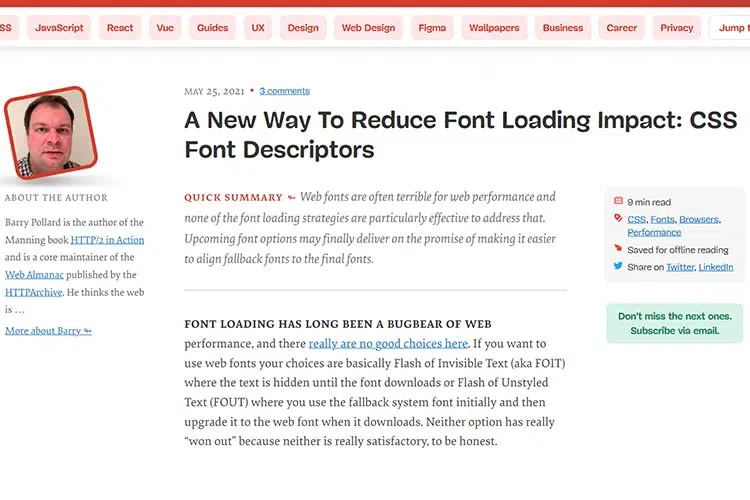 SS JavaScript React Vue Guides UX Design Web Design Figma Wallpapers Business Career Privacy Jump t
MAY 25, 2021 • 3 comments
A New Way To Reduce Font Loading Impact: CSS
Font Descriptors
ABOUT THE AUTHOR
Barry Pollard is the author of the
Manning book HTTP/2 in Action
and is a core maintainer of the
Web Almanac published by the
HTTPArchive. He thinks the web
is …
More about Barry ↬
QUICK SUMMARY ↬ Web fonts are often terrible for web performance and
none of the font loading strategies are particularly effective to address that.
Upcoming font options may finally deliver on the promise of making it easier
to align fallback fonts to the final fonts.
FONT LOADING HAS LONG BEEN A BUGBEAR OF WEB
performance, and there really are no good choices here. If you want to
use web fonts your choices are basically Flash of Invisible Text (aka FOIT)
where the text is hidden until the font downloads or Flash of Unstyled
Text (FOUT) where you use the fallback system font initially and then
upgrade it to the web font when it downloads. Neither option has really
“won out” because neither is really satisfactory, to be honest.
9 min read
CSS, Fonts, Browsers,
Performance
Saved for offline reading
Share on Twitter, LinkedIn
Don’t miss the next ones.
Subscribe via email.